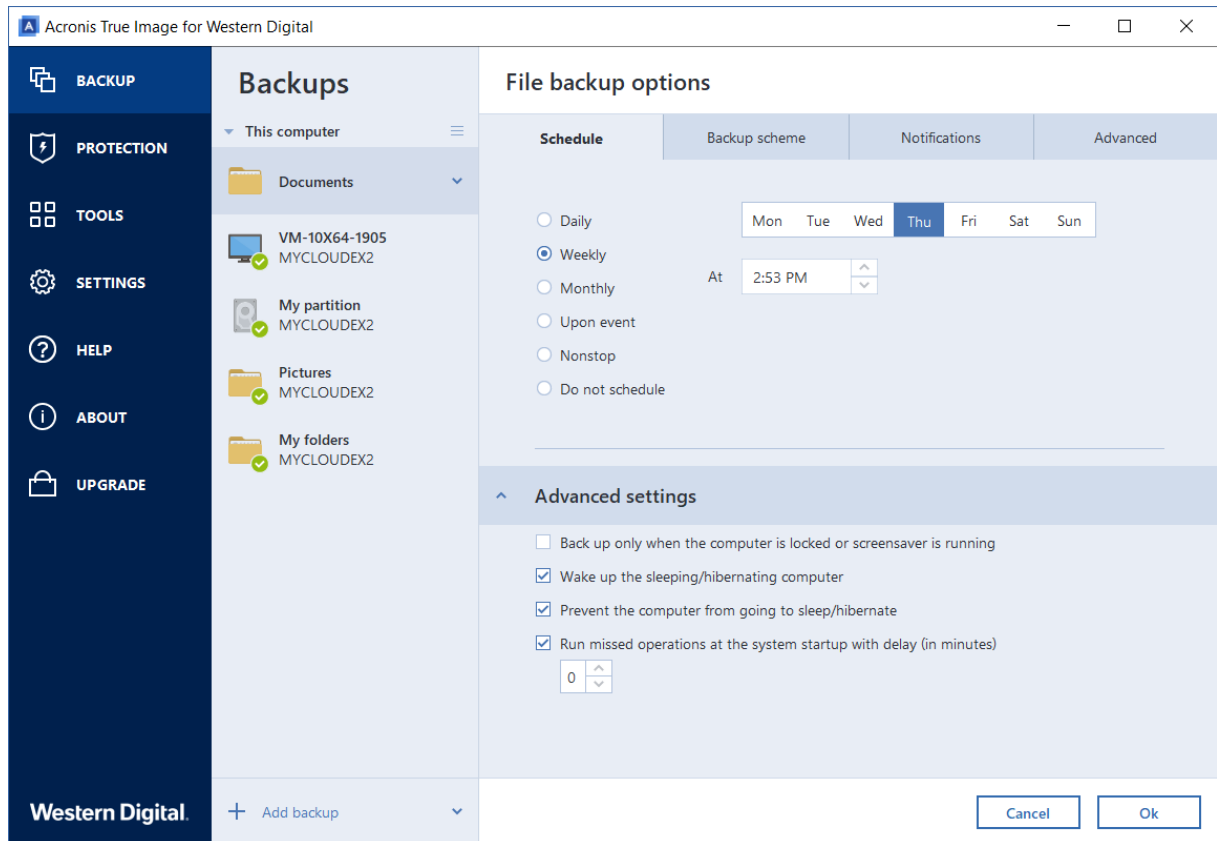 Acronis True Image for Western Digital
BACKUP
PROTECTION
TOOLS
SETTINGS
HELP
ABOUT
UPGRADE
Western Digital.
Backups
This computer
Documents
VM-10X64-1905
MYCLOUDEX2
My partition
MYCLOUDEX2
Pictures
MYCLOUDEX2
My folders
MYCLOUDEX2
Add backup
File backup options
Schedule Backup scheme Notifications Advanced
Daily
Weekly
Monthly
Upon event
Nonstop
Do not schedule
Mon Tue Wed Thu Fri Sat Sun
At 2:53 PM
Advanced settings
Back up only when the computer is locked or screensaver is running
Wake up the sleeping/hibernating computer
Prevent the computer from going to sleep/hibernate
Run missed operations at the system startup with delay (in minutes)
0
Cancel Ok